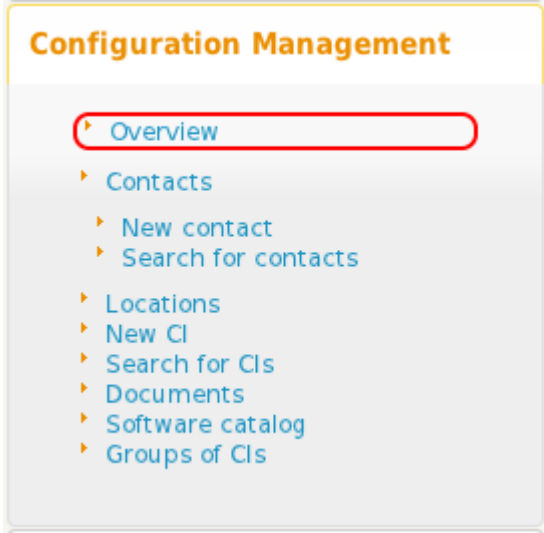 Configuration Management
Overview
Contacts
New contact
Search for contacts
Locations
New CI
Search for CIs
Documents
Software catalog
Groups of CIs